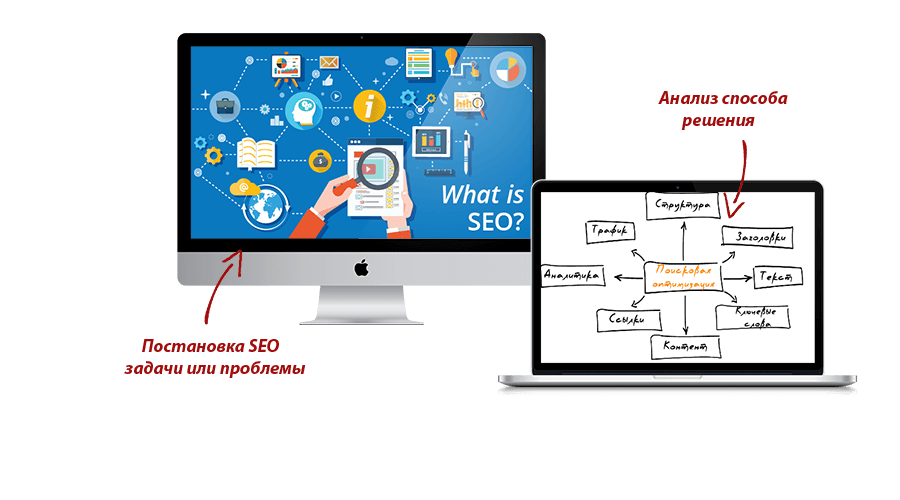 What is
SEO?
Постановка SEO
задачи или проблемы
Анализ способа
решения
Структура
Трафик
Заголовки
Аналитика
Поисковая
оптимизация
Текст
Ссылки
Ключевые
слова
Контент